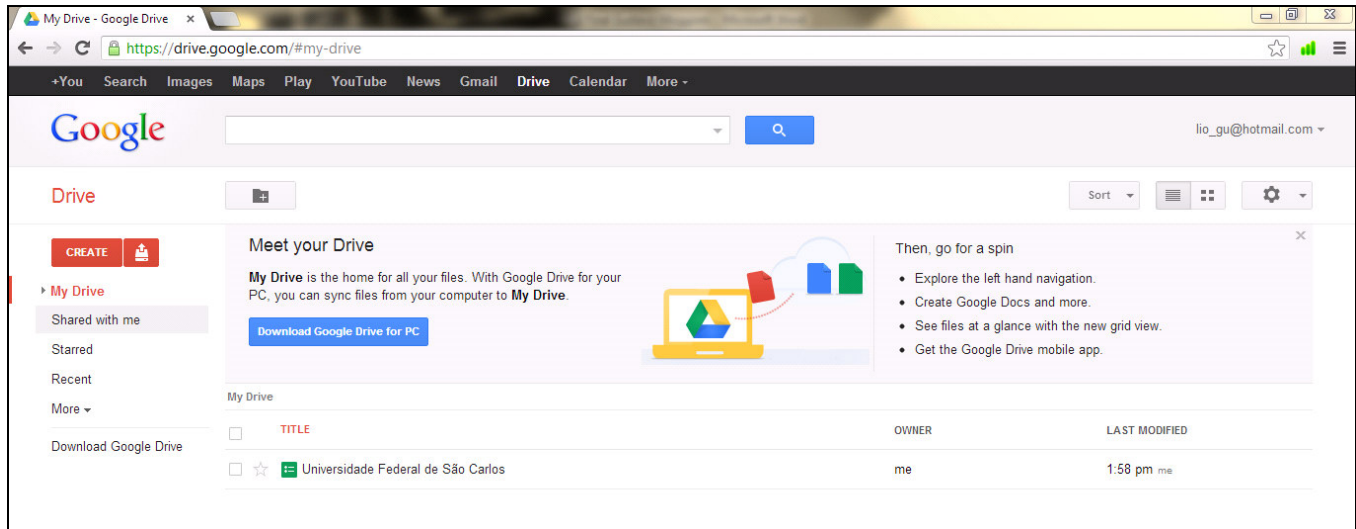 My Drive - Google Drive
https://drive.google.com/#my-drive
+You Search Images Maps Play YouTube News Gmail Drive Calendar More
Google
lio_gu@hotmail.com
Drive
Sort
CREATE
My Drive
Shared with me
Starred
Recent
More
Download Google Drive
Meet your Drive
My Drive is the home for all your files. With Google Drive for your
PC, you can sync files from your computer to My Drive.
Download Google Drive for PC
Then, go for a spin
Explore the left hand navigation.
Create Google Docs and more.
See files at a glance with the new grid view.
Get the Google Drive mobile app.
My Drive
TITLE OWNER LAST MODIFIED
Universidade Federal de São Carlos me 1:58 pm me